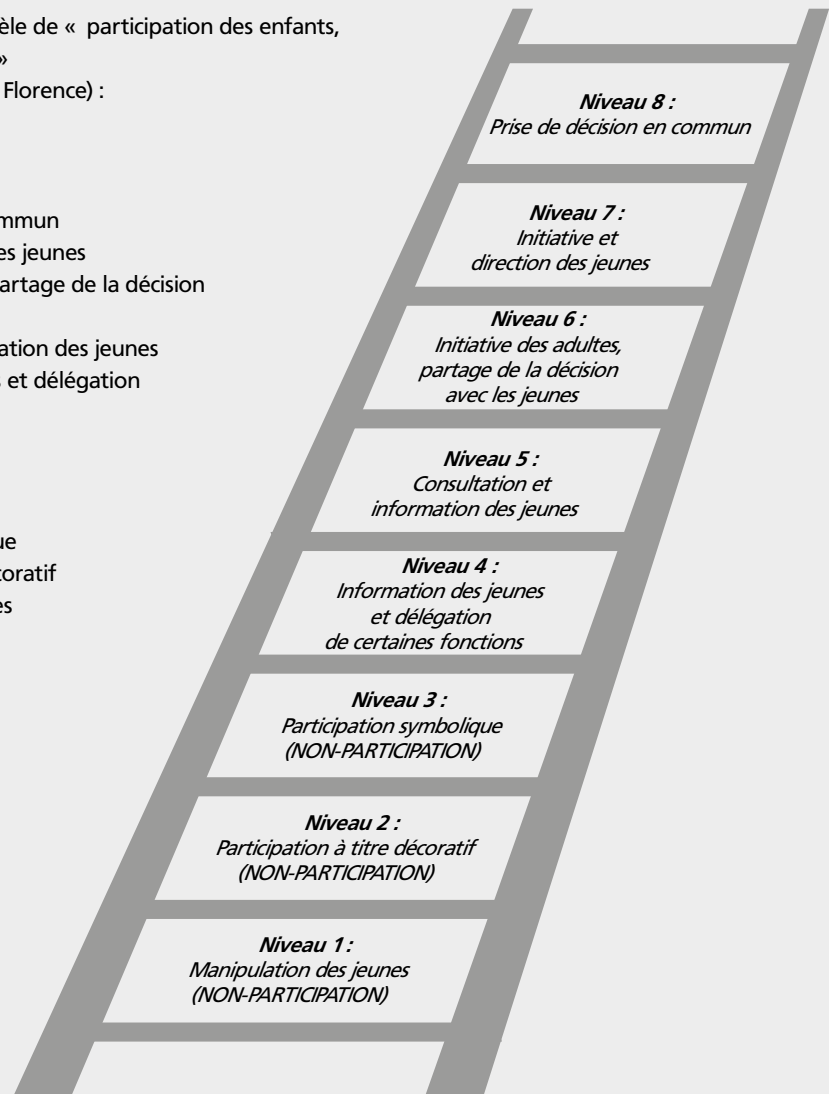 èle de « participation des enfants,
»
Florence) :
mmun
es jeunes
artage de la décision
ation des jeunes
s et délégation
ue
coratif
es
Niveau 8 :
Prise de décision en commun
Niveau 7 :
Initiative et
direction des jeunes
Niveau 6 :
Initiative des adultes,
partage de la décision
avec les jeunes
Niveau 5 :
Consultation et
information des jeunes
Niveau 4 :
Information des jeunes
et délégation
de certaines fonctions
Niveau 3 :
Participation symbolique
(NON-PARTICIPATION)
Niveau 2 :
Participation à titre décoratif
(NON-PARTICIPATION)
Niveau 1 :
Manipulation des jeunes
(NON-PARTICIPATION)